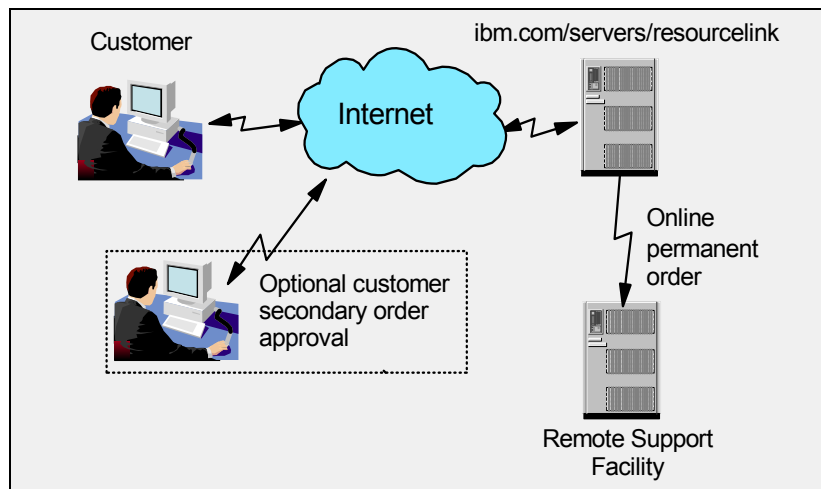 Customer
ibm.com/servers/resourcelink
Internet
Online
permanent
order
Optional customer
secondary order
approval
Remote Support
Facility